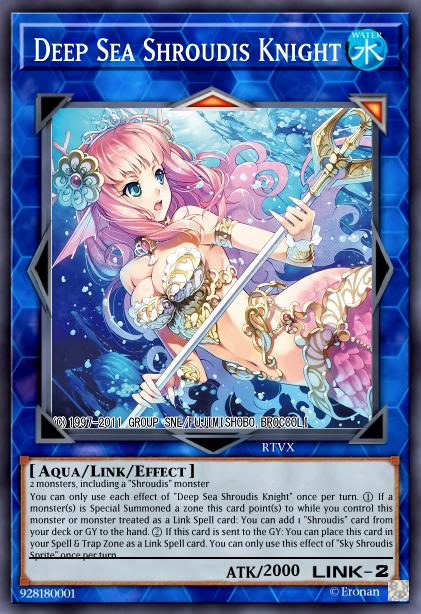 DEEP SEA SHROUDIS KNIGHT
WATER
水
(C)1997-2011 GROUP SNE/FUJIMISHOBO,BROCCOLI
RTVX
[ AQUA/LINK/EFFECT ]
2 monsters, including a "Shroudis" monster
You can only use each effect of "Deep Sea Shroudis Knight" once per turn. ① If a
monster(s) is Special Summoned a zone this card point(s) to while you control this
monster or monster treated as a Link Spell card: You can add 1 "Shroudis" card from
your deck or GY to the hand. ② If this card is sent to the GY: You can place this card in
your Spell & Trap Zone as a Link Spell card. You can only use this effect of "Sky Shroudis
Sprite" once per turn.
ATK/2000 LINK-2
928180001
© Eronan